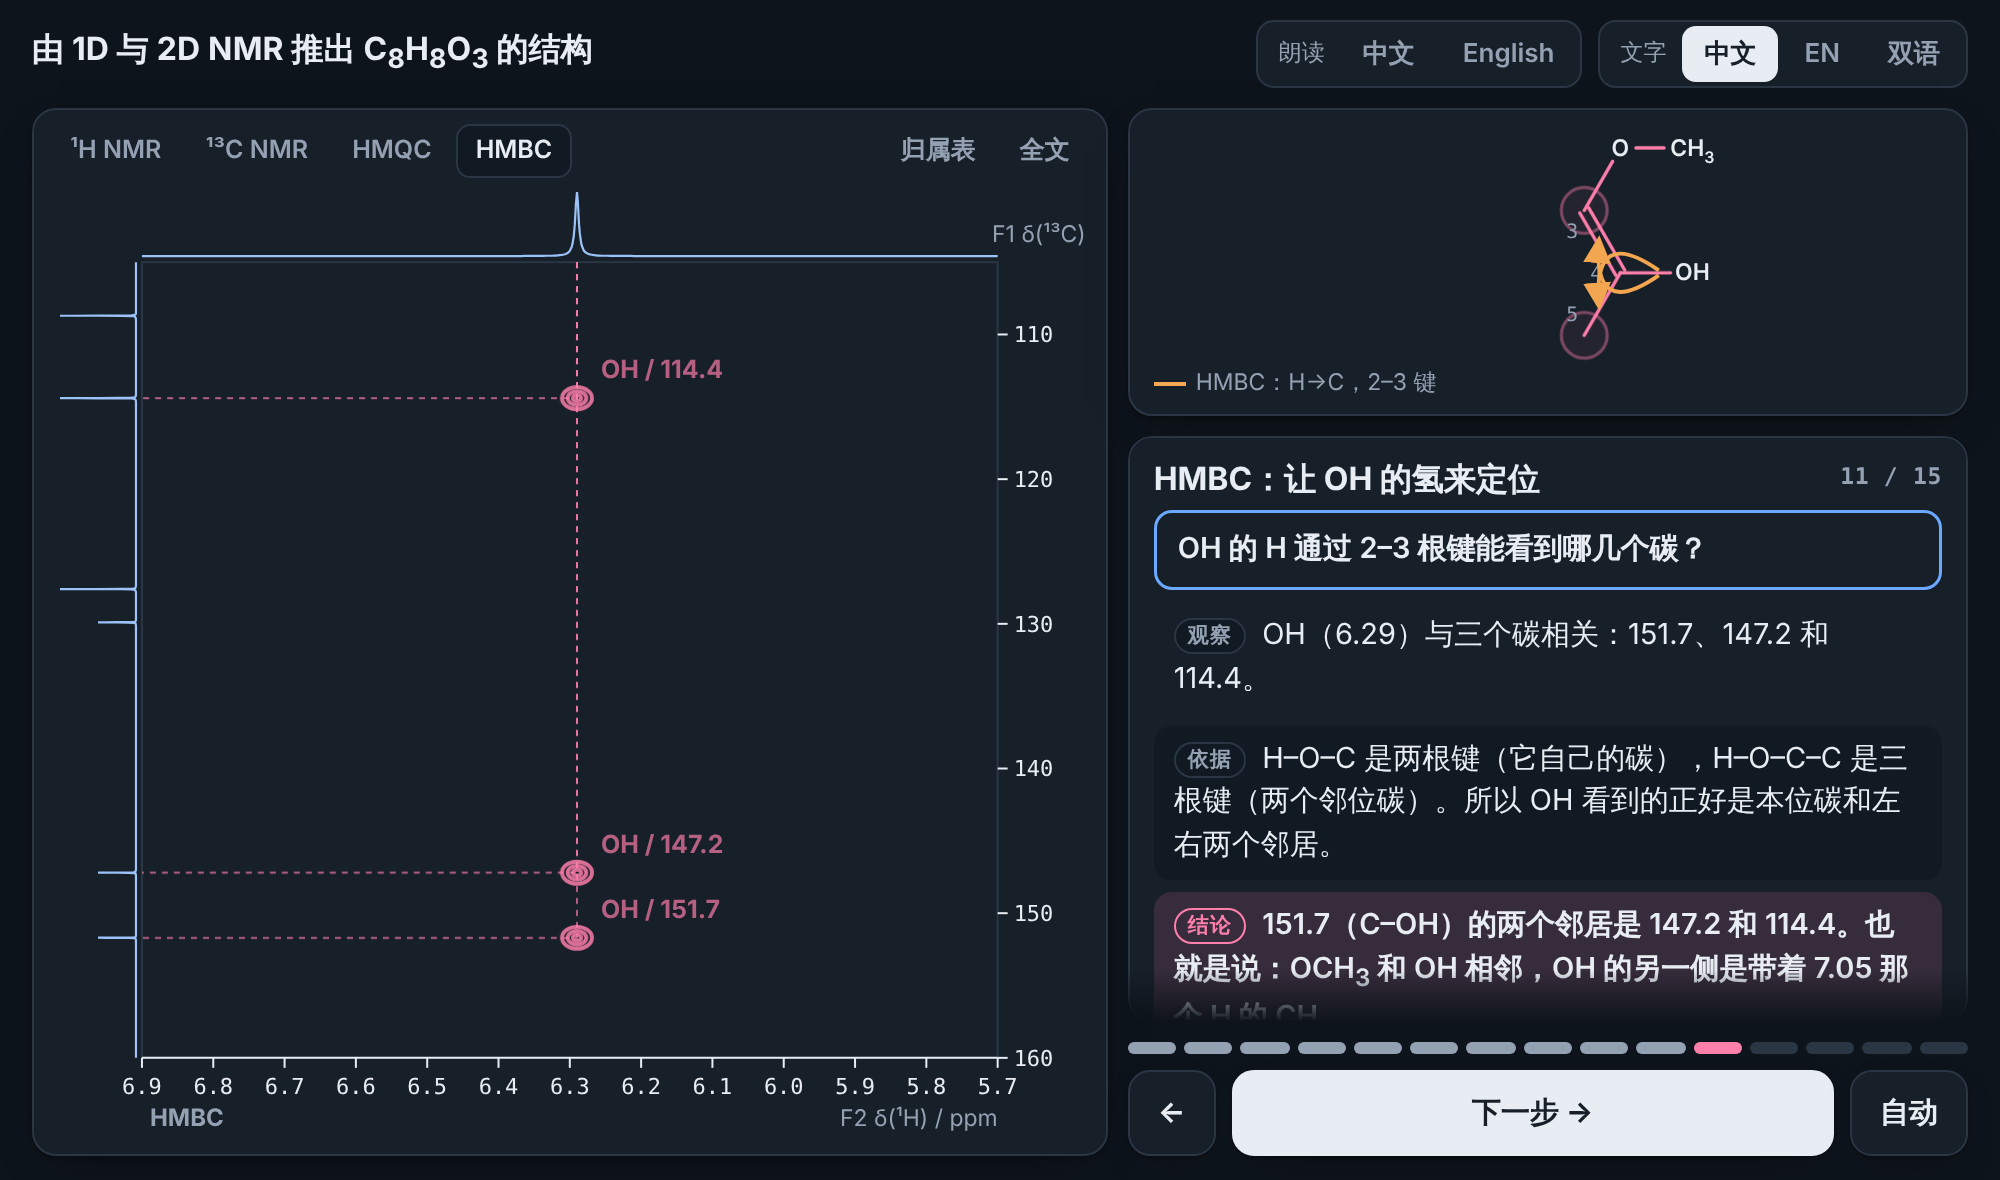 由 1D 与 2D NMR 推出 C₈H₈O₃ 的结构
朗读 中文 English
文字 中文 EN 双语
¹H NMR ¹³C NMR HMQC HMBC 归属表 全文
F1 δ(¹³C)
OH / 114.4
OH / 147.2
OH / 151.7
110
120
130
140
150
160
6.9 6.8 6.7 6.6 6.5 6.4 6.3 6.2 6.1 6.0 5.9 5.8 5.7
HMBC F2 δ(¹H) / ppm
O CH₃
3
4
OH
5
HMBC：H→C，2–3 键
HMBC：让 OH 的氢来定位 11 / 15
OH 的 H 通过 2–3 根键能看到哪几个碳？
观察 OH（6.29）与三个碳相关：151.7、147.2 和
114.4。
依据 H–O–C 是两根键（它自己的碳），H–O–C–C 是三
根键（两个邻位碳）。所以 OH 看到的正好是本位碳和左
右两个邻居。
结论 151.7（C–OH）的两个邻居是 147.2 和 114.4。也
就是说：OCH₃ 和 OH 相邻，OH 的另一侧是带着 7.05 那
个 H 的 CH
← 下一步 → 自动